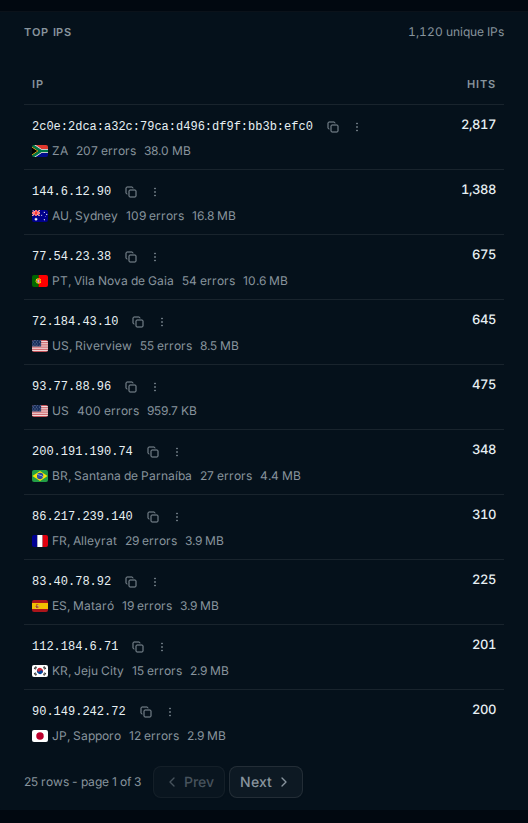 TOP IPS 1,120 unique IPs
IP HITS
2c0e:2dca:a32c:79ca:d496:df9f:bb3b:efc0 2,817
ZA 207 errors 38.0 MB
144.6.12.90 1,388
AU, Sydney 109 errors 16.8 MB
77.54.23.38 675
PT, Vila Nova de Gaia 54 errors 10.6 MB
72.184.43.10 645
US, Riverview 55 errors 8.5 MB
93.77.88.96 475
US 400 errors 959.7 KB
200.191.190.74 348
BR, Santana de Parnaíba 27 errors 4.4 MB
86.217.239.140 310
FR, Alleyrat 29 errors 3.9 MB
83.40.78.92 225
ES, Mataró 19 errors 3.9 MB
112.184.6.71 201
KR, Jeju City 15 errors 2.9 MB
90.149.242.72 200
JP, Sapporo 12 errors 2.9 MB
25 rows - page 1 of 3 Prev Next